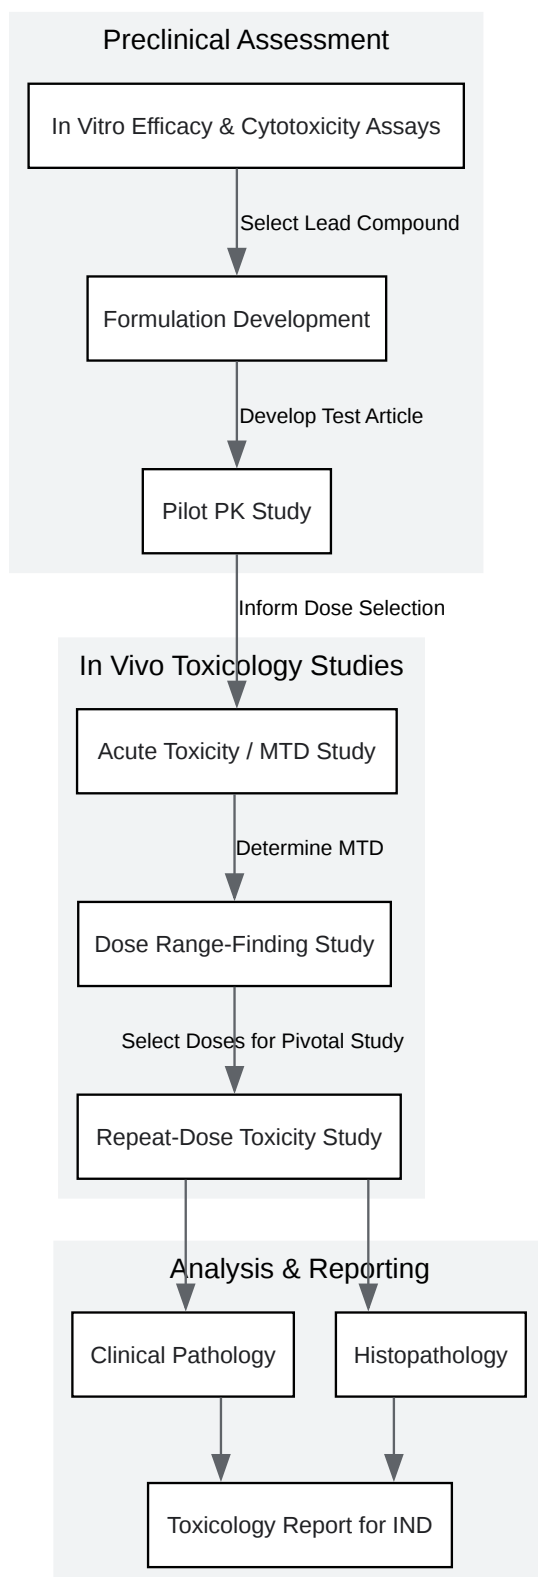 Preclinical Assessment
In Vitro Efficacy & Cytotoxicity Assays
Select Lead Compound
Formulation Development
Develop Test Article
Pilot PK Study
Inform Dose Selection
In Vivo Toxicology Studies
Acute Toxicity / MTD Study
Determine MTD
Dose Range-Finding Study
Select Doses for Pivotal Study
Repeat-Dose Toxicity Study
Analysis & Reporting
Clinical Pathology
Histopathology
Toxicology Report for IND